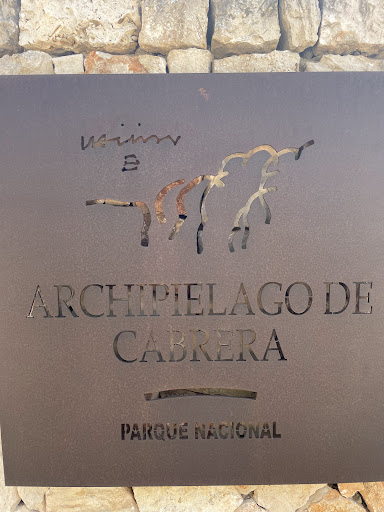 ARCHIPIELAGO DE
CABRERA
PARQUE NACIONAL